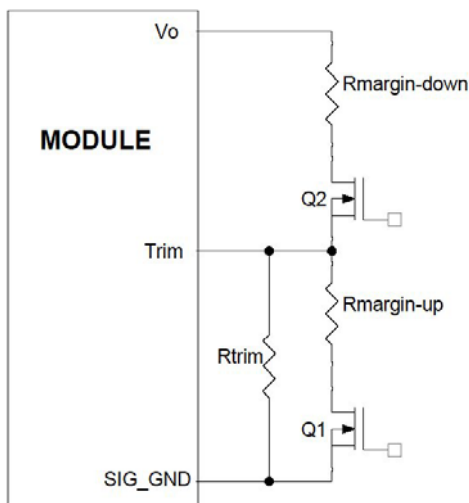 Vo
Rmargin-down
MODULE
Q2
Trim
Rmargin-up
Rtrim
Q1
SIG_GND